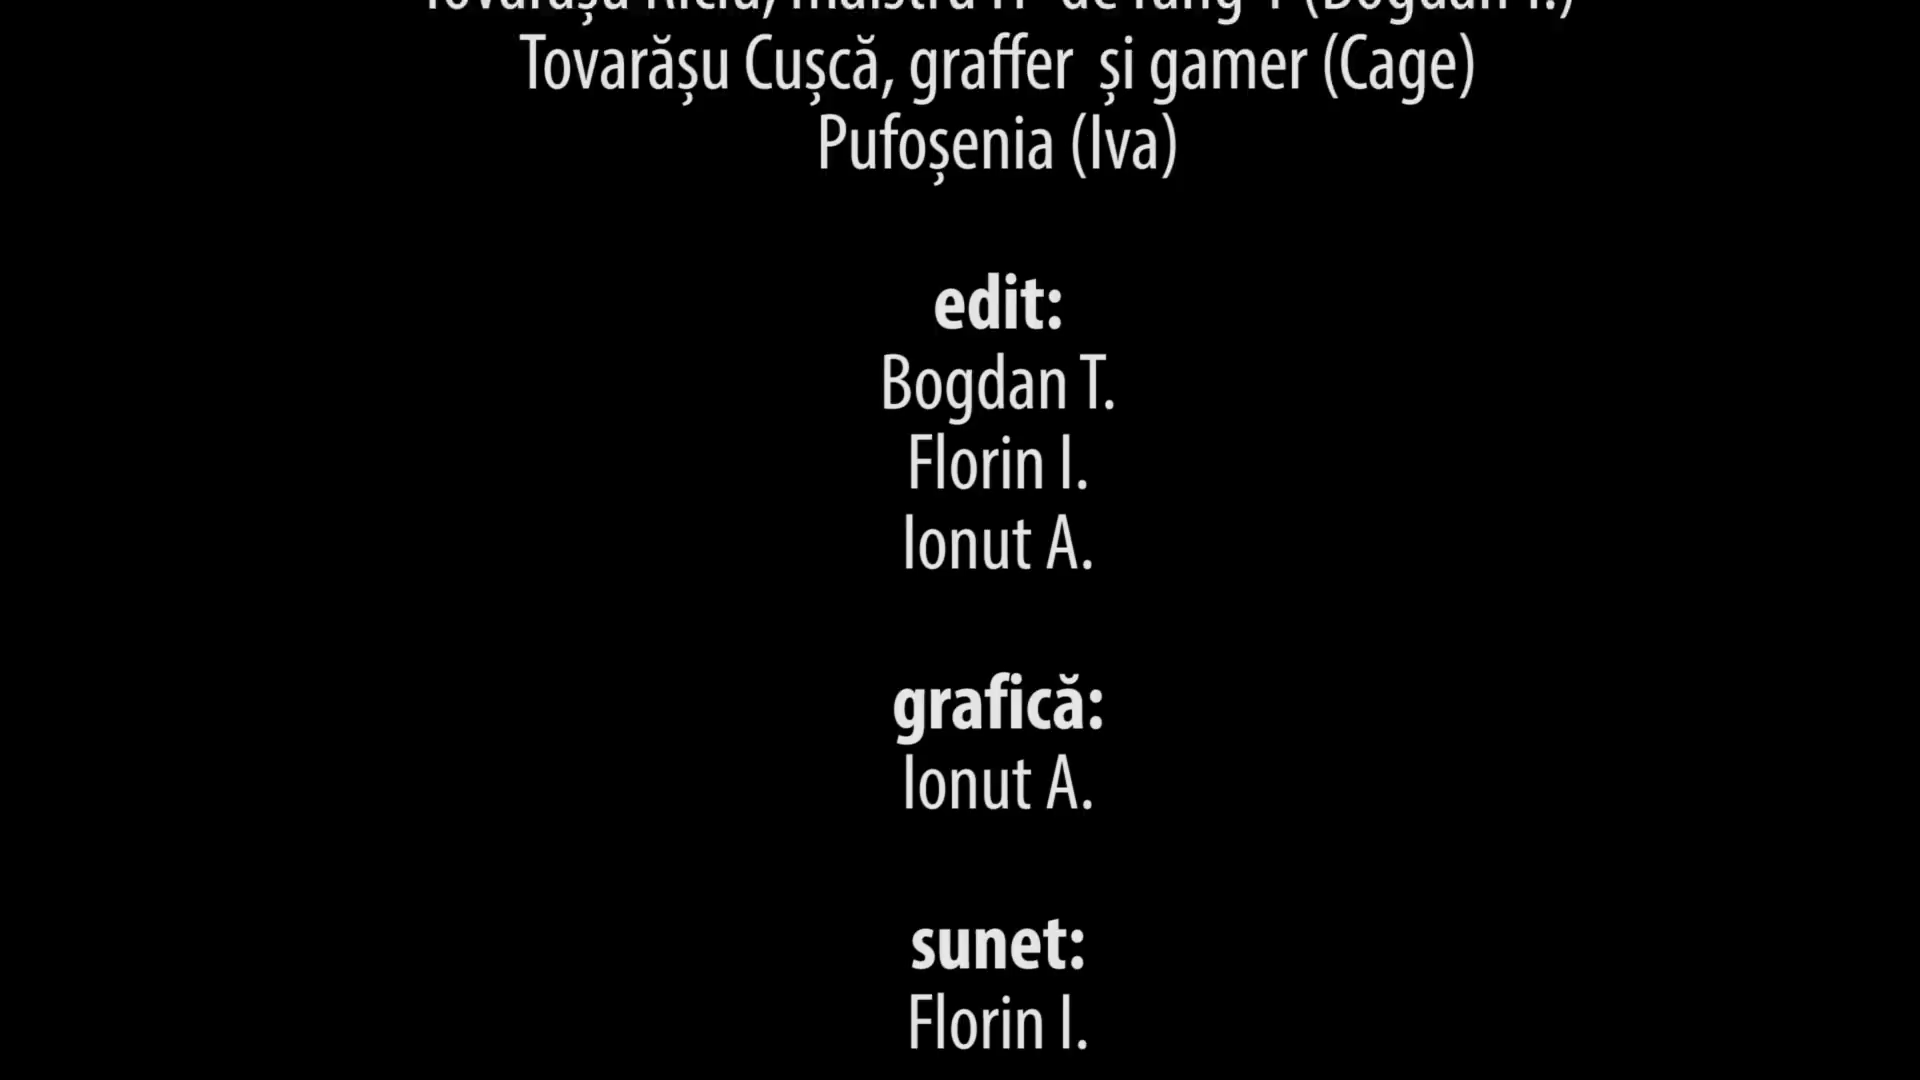 Tovarășu Cușcă, graffer și gamer (Cage)
Pufoșenia (Iva)
edit:
Bogdan T.
Florin I.
Ionut A.
grafică:
Ionut A.
sunet:
Florin I.